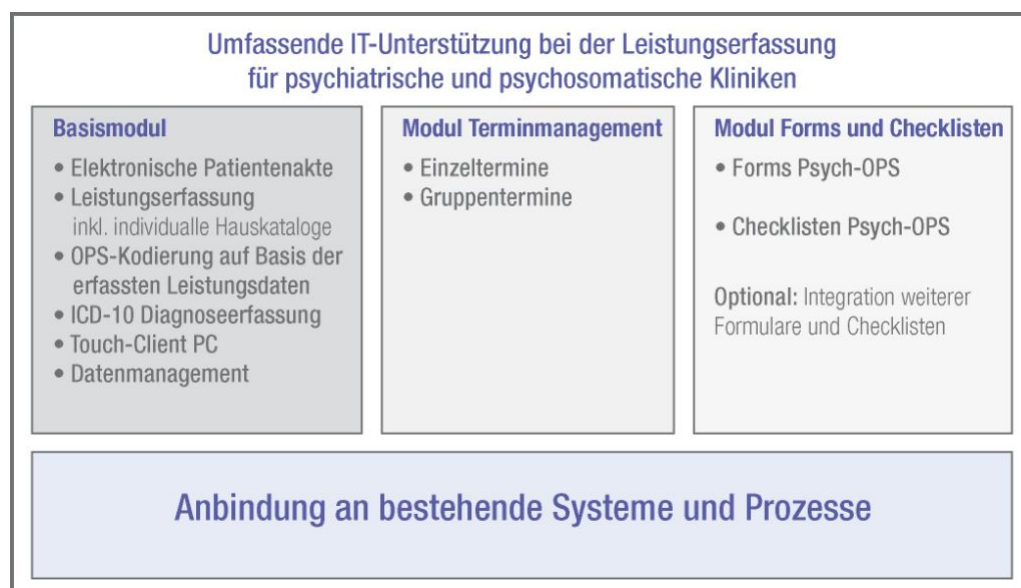 Umfassende IT-Unterstützung bei der Leistungserfassung
für psychiatrische und psychosomatische Kliniken
Basismodul
• Elektronische Patientenakte
• Leistungserfassung
inkl. individualle Hauskataloge
• OPS-Kodierung auf Basis der
erfassten Leistungsdaten
• ICD-10 Diagnoseerfassung
• Touch-Client PC
• Datenmanagement
Modul Terminmanagement
• Einzeltermine
• Gruppentermine
Modul Forms und Checklisten
• Forms Psych-OPS
• Checklisten Psych-OPS
Optional: Integration weiterer
Formulare und Checklisten
Anbindung an bestehende Systeme und Prozesse